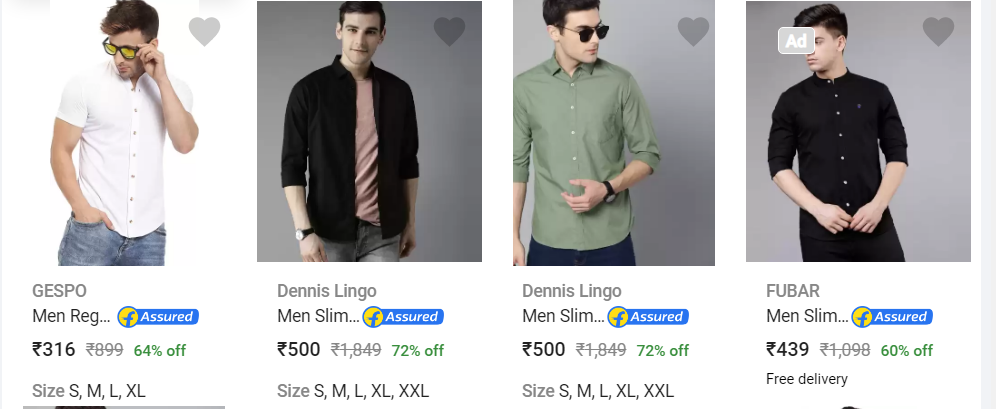 Ad
GESPO
Men Reg... Assured
₹316 ₹899 64% off
Size S, M, L, XL
Dennis Lingo
Men Slim... Assured
₹500 ₹1,849 72% off
Size S, M, L, XL, XXL
Dennis Lingo
Men Slim... Assured
₹500 ₹1,849 72% off
Size S, M, L, XL, XXL
FUBAR
Men Slim... Assured
₹439 ₹1,098 60% off
Free delivery